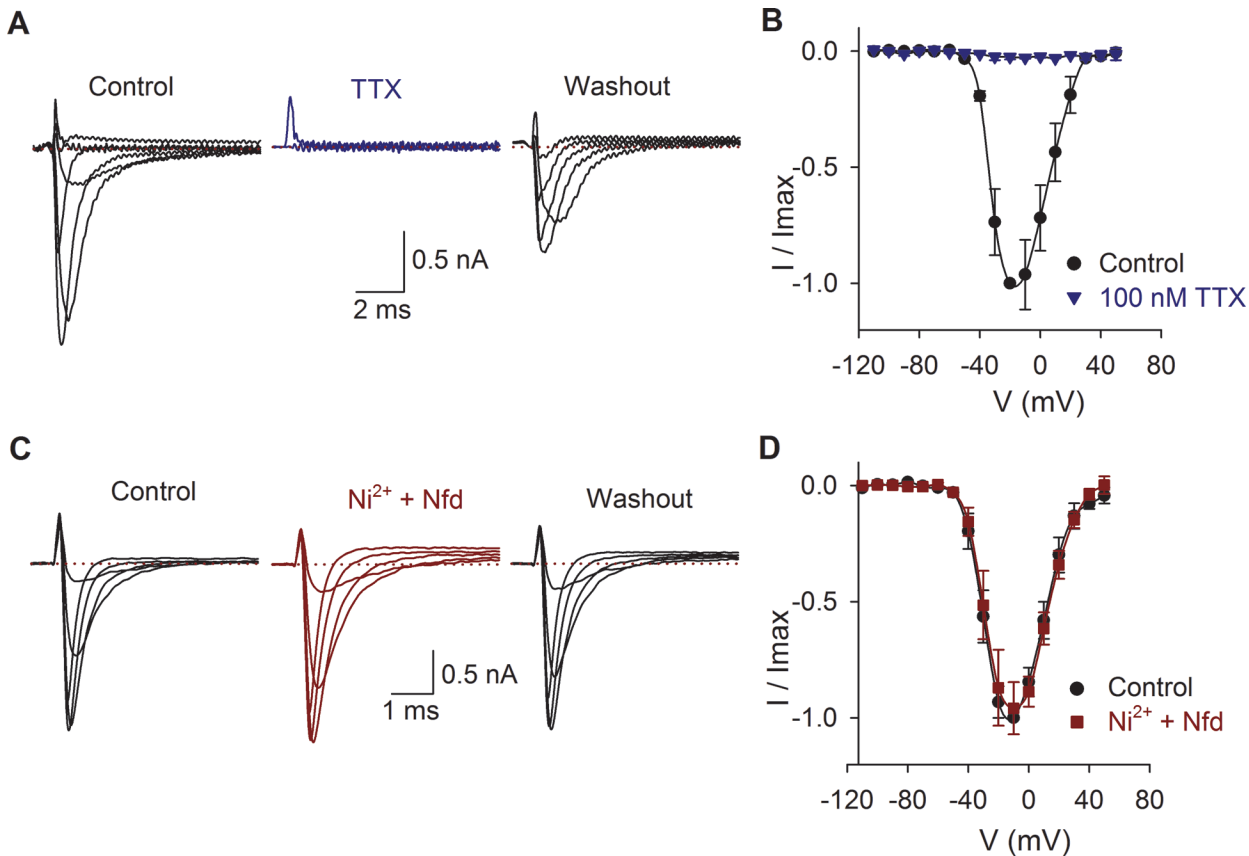 A
Control
TTX
Washout
0.5 nA
2 ms
B
0.0
-0.5
-1.0
I / Imax
Control
100 nM TTX
-120 -80 -40 0 40 80
V (mV)
C
Control
Ni²⁺ + Nfd
Washout
0.5 nA
1 ms
D
0.0
-0.5
-1.0
I / Imax
Control
Ni²⁺ + Nfd
-120 -80 -40 0 40 80
V (mV)